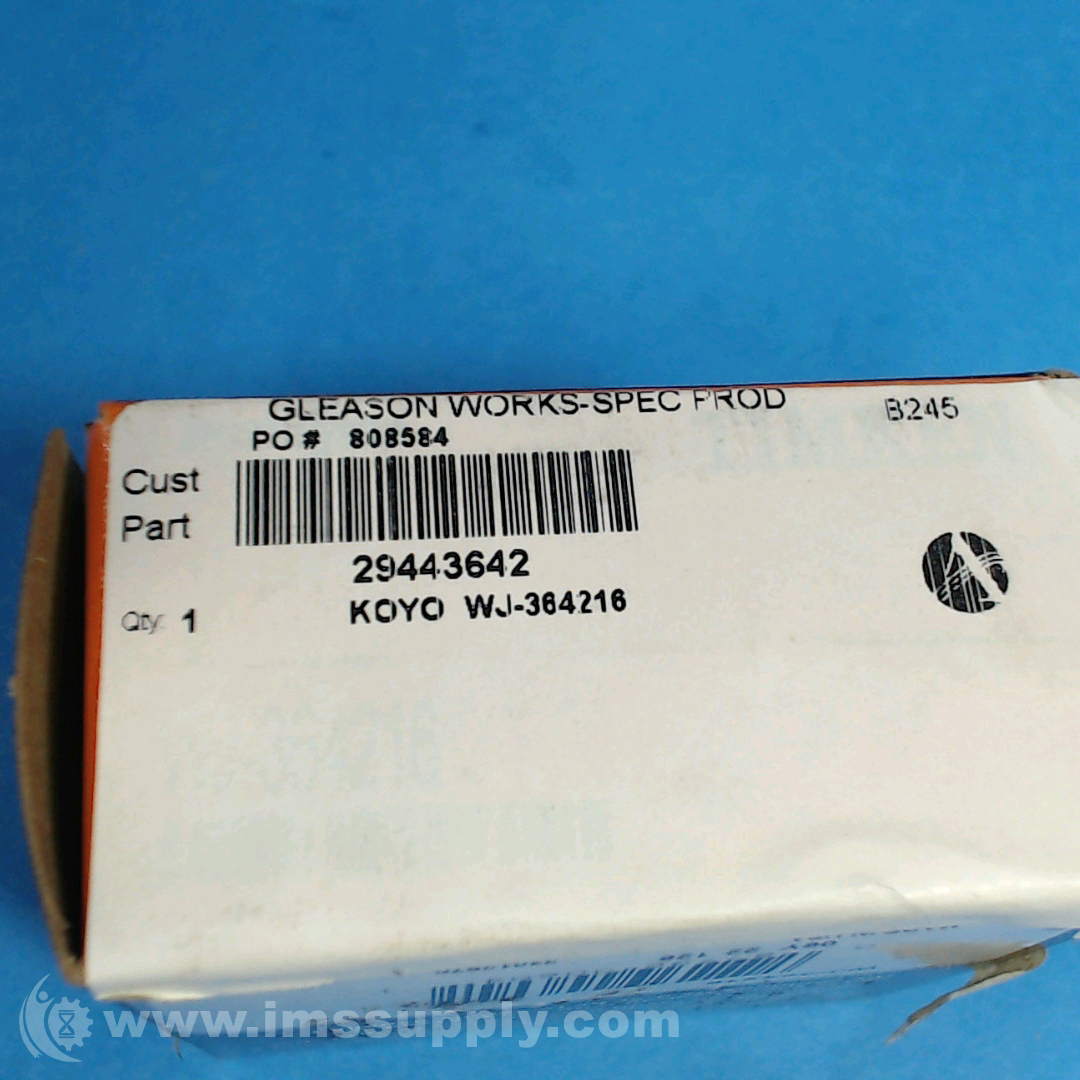 GLEASON WORKS-SPEC PROD B245
PO # 808584
Cust
Part
29443642
Qty: 1 KOYO WJ-364216
www.imssupply.com